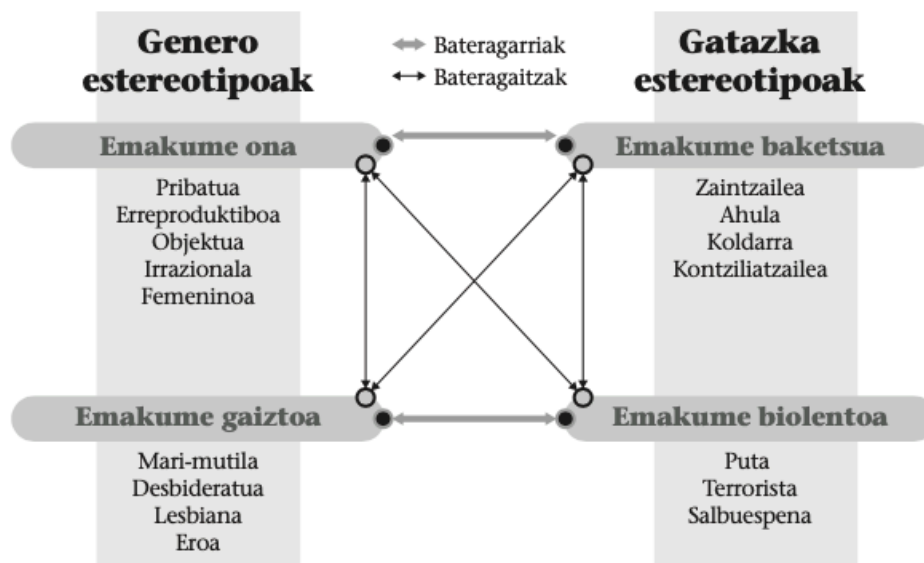 Genero
estereotipoak
Bateragarriak
Bateragaitzak
Gatazka
estereotipoak
Emakume ona
Pribatua
Erreproduktiboa
Objektua
Irrazionala
Femeninoa
Emakume baketsua
Zaintzailea
Ahula
Koldarra
Kontziliatzailea
Emakume gaiztoa
Mari-mutila
Desbideratua
Lesbiana
Eroa
Emakume biolentoa
Puta
Terrorista
Salbuespena